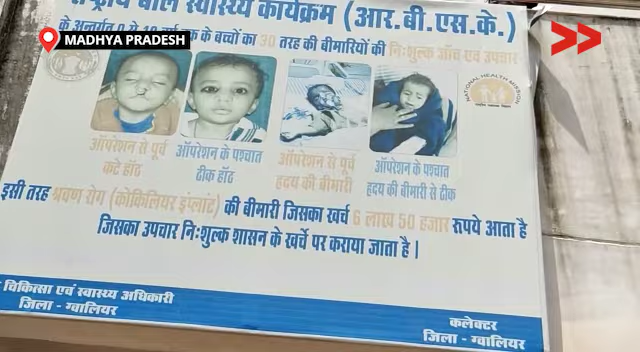 राष्ट्रीय बाल स्वास्थ्य कार्यक्रम (आर.बी.एस.के.)
MADHYA PRADESH
के अन्तर्गत 0 से 18 वर्ष तक के बच्चों का 30 तरह की बीमारियों की निःशुल्क जाँच एवं उपचार
NATIONAL HEALTH MISSION
ऑपरेशन से पूर्व
कटे होंठ
ऑपरेशन के पश्चात
ठीक होंठ
ऑपरेशन से पूर्व
हृदय की बीमारी
ऑपरेशन के पश्चात
हृदय की बीमारी से ठीक
इसी तरह श्रवण रोग (कोकिलियर इंप्लांट) की बीमारी जिसका खर्च 6 लाख 50 हजार रूपये आता है
जिसका उपचार निःशुल्क शासन के खर्चे पर कराया जाता है।
चिकित्सा एवं स्वास्थ्य अधिकारी
जिला - ग्वालियर
कलेक्टर
जिला - ग्वालियर